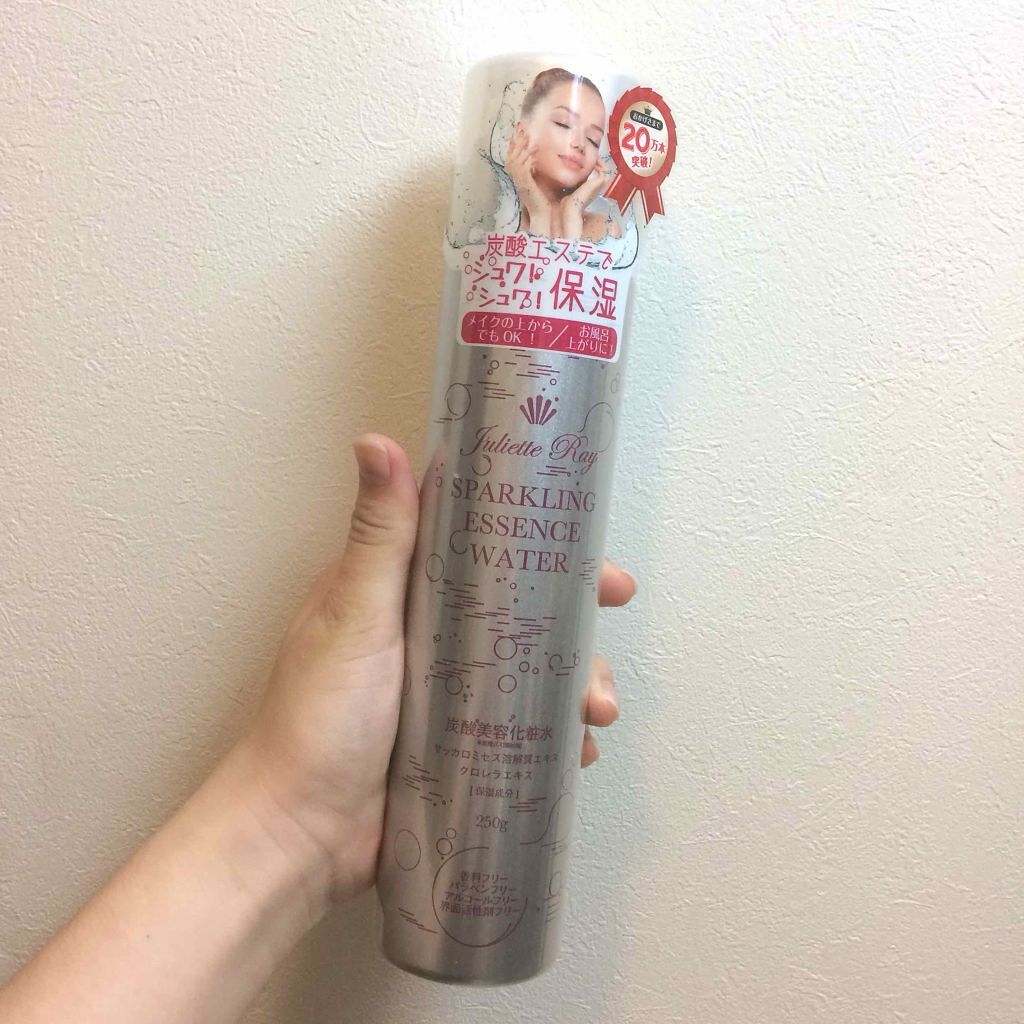 おかげさまで
20万本
突破!
炭酸エステで
シュワ!
シュワ!
保湿
メイクの上から
でもOK!
お風呂
上がりに!
Juliette Ray
SPARKLING
ESSENCE
WATER
炭酸美容化粧水
サッカロミセス溶解質エキス
クロレラエキス
[保湿成分]
250g
香料フリー
パラベンフリー
アルコールフリー
界面活性剤フリー